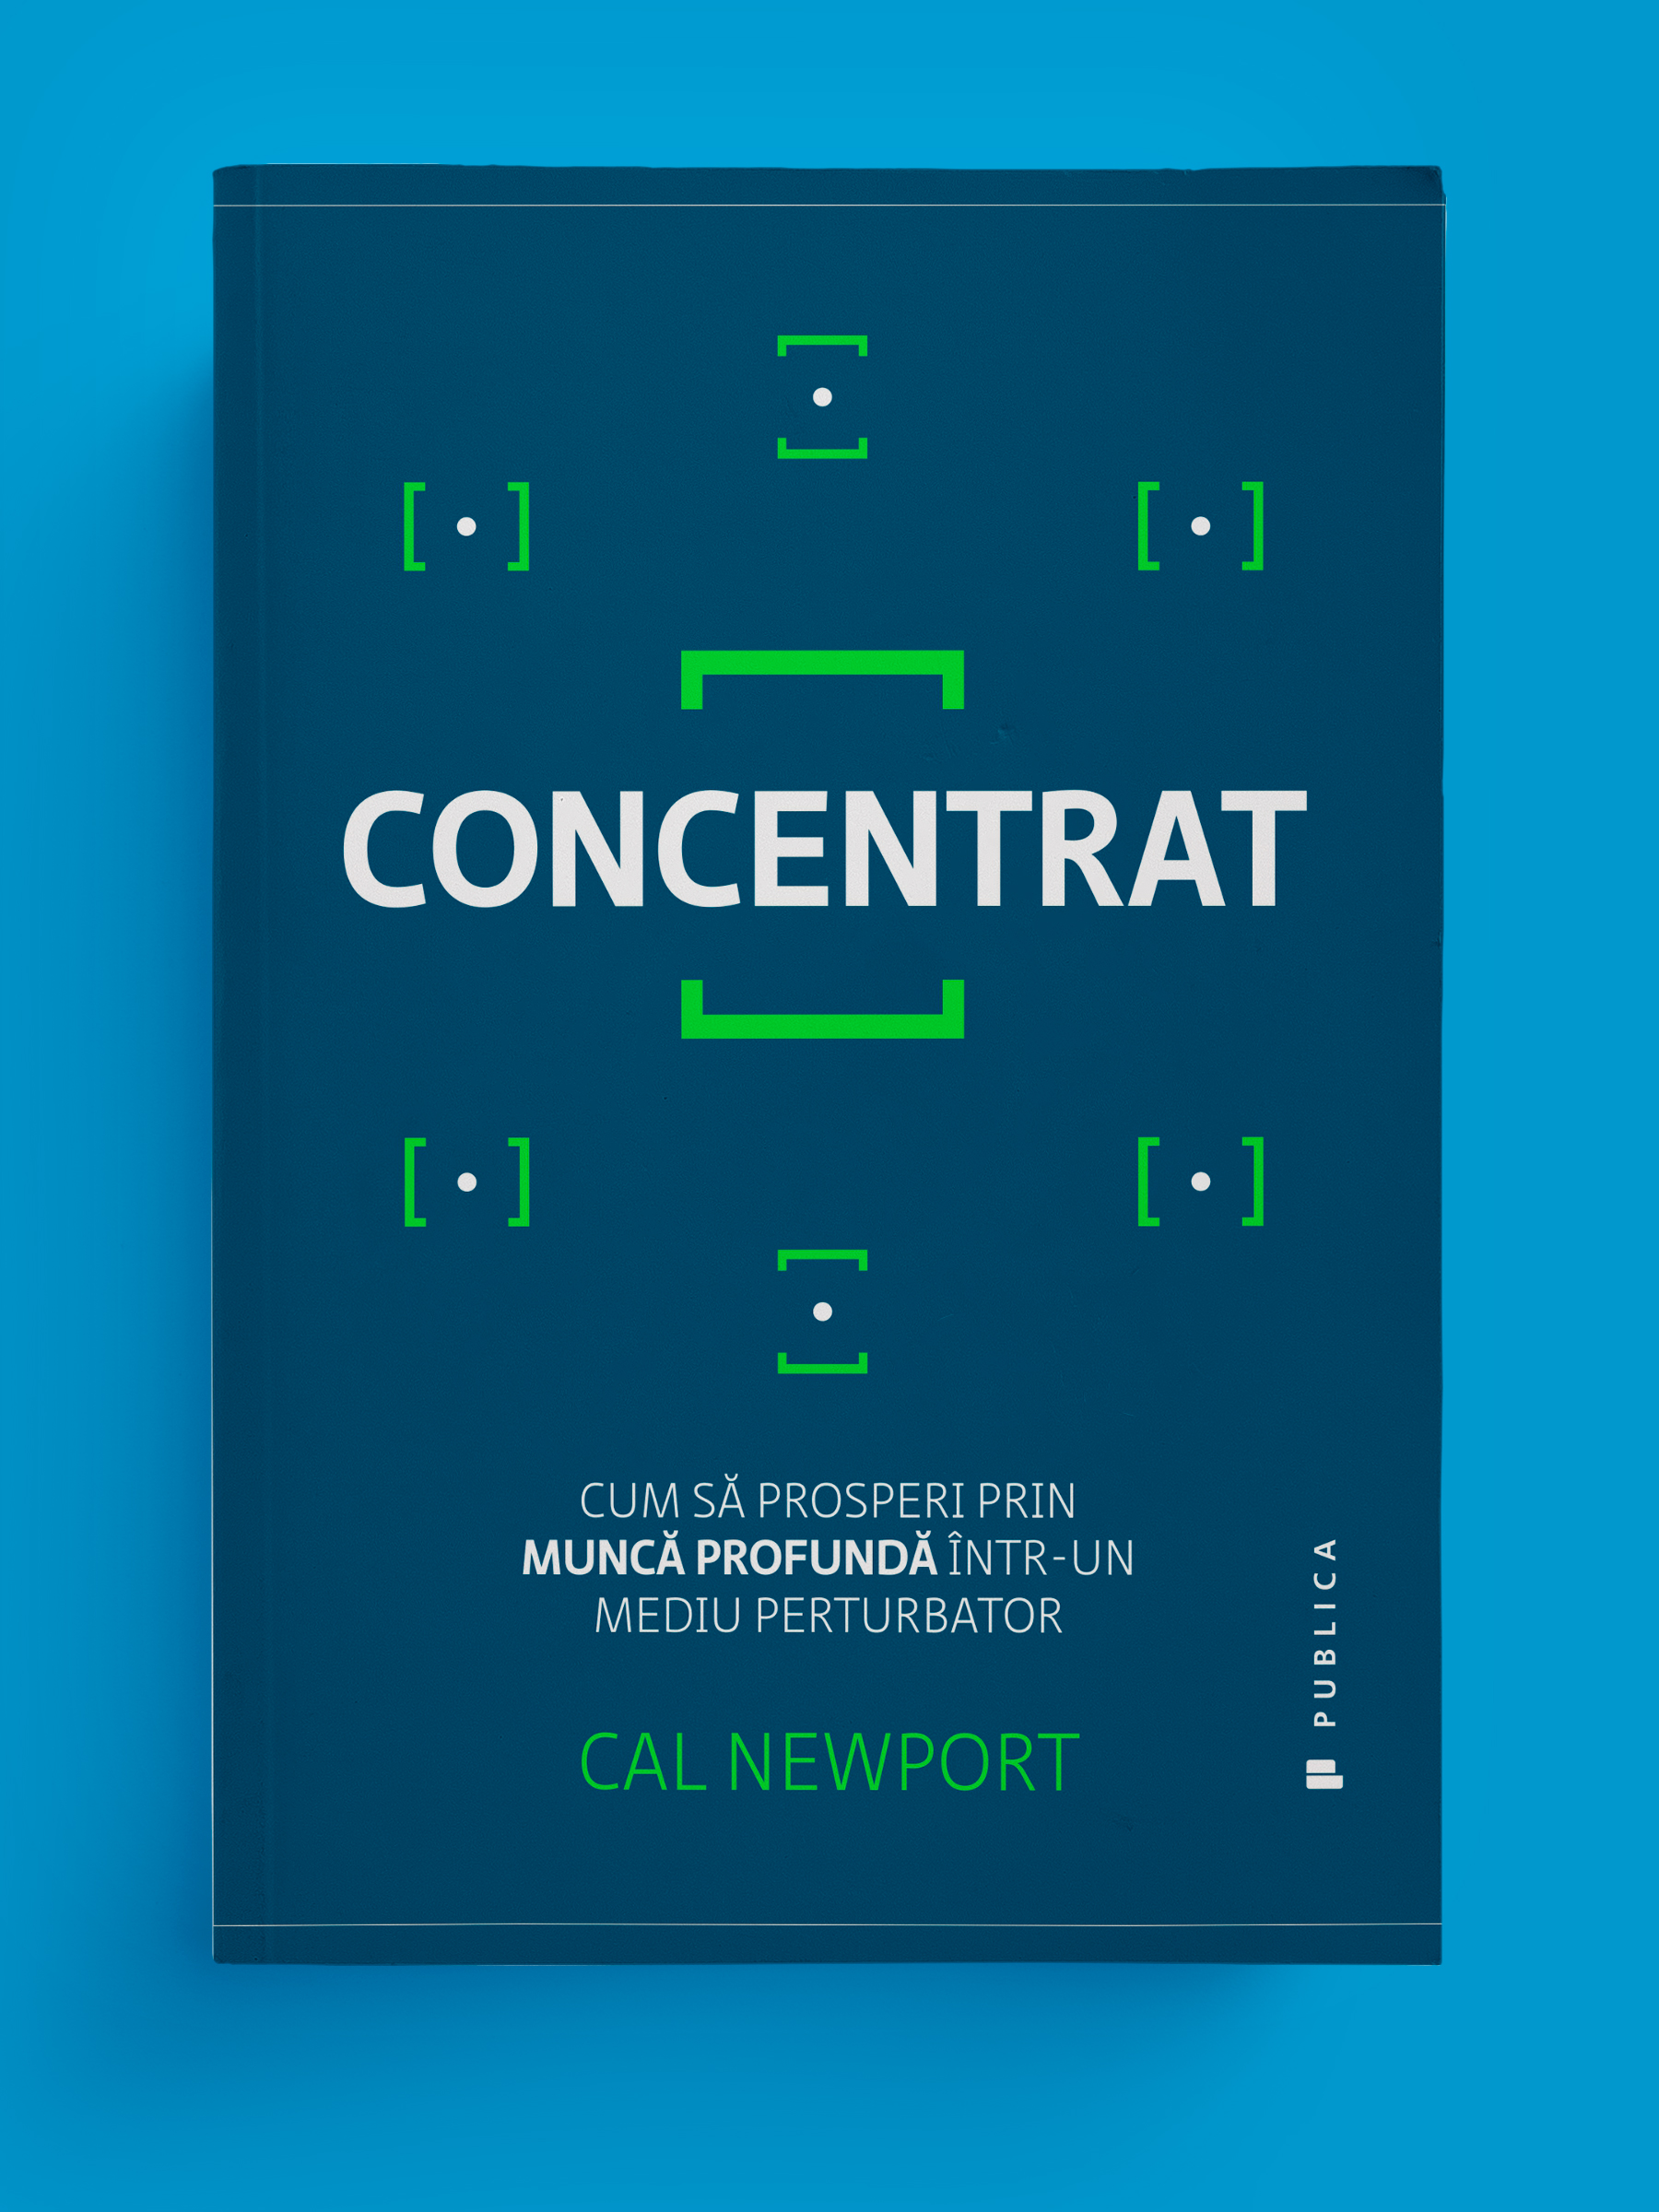 CONCENTRAT
CUM SĂ PROSPERI PRIN
MUNCĂ PROFUNDĂ ÎNTR-UN
MEDIU PERTURBATOR
CAL NEWPORT
PUBLICA